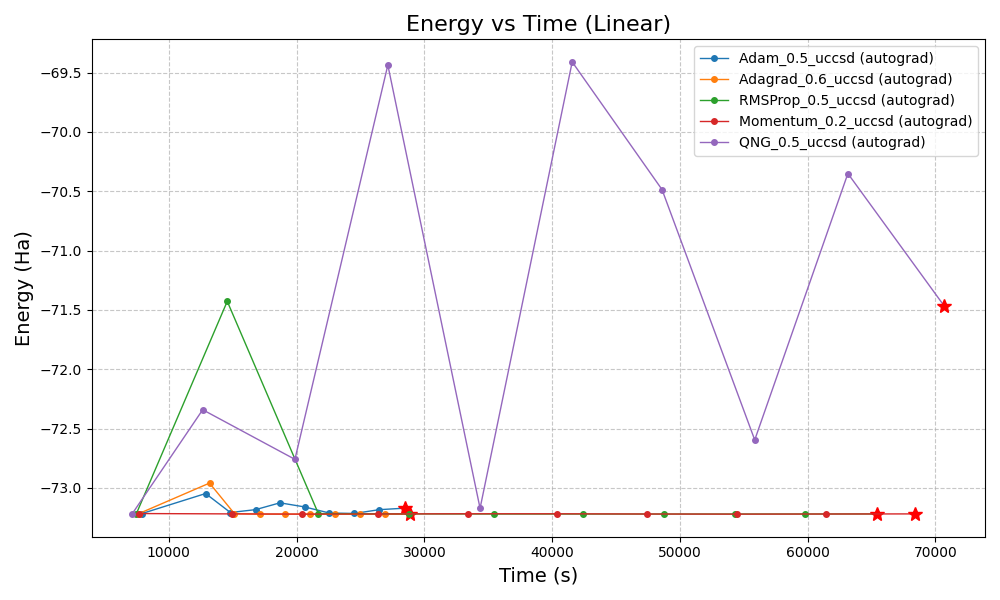 Energy vs Time (Linear)
Adam_0.5_uccsd (autograd)
Adagrad_0.6_uccsd (autograd)
RMSProp_0.5_uccsd (autograd)
Momentum_0.2_uccsd (autograd)
QNG_0.5_uccsd (autograd)
Energy (Ha)
−69.5
−70.0
−70.5
−71.0
−71.5
−72.0
−72.5
−73.0
10000 20000 30000 40000 50000 60000 70000
Time (s)